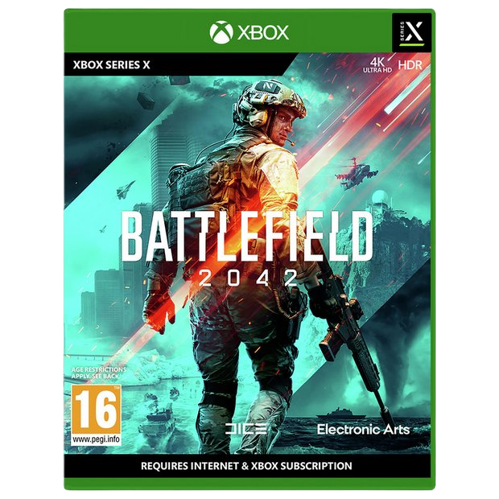 XBOX
SERIES X
XBOX SERIES X
4K
ULTRA HD
HDR
BATTLEFIELD
2042
AGE RESTRICTIONS
APPLY-SEE BACK
16
www.pegi.info
DICE
Electronic Arts
REQUIRES INTERNET & XBOX SUBSCRIPTION